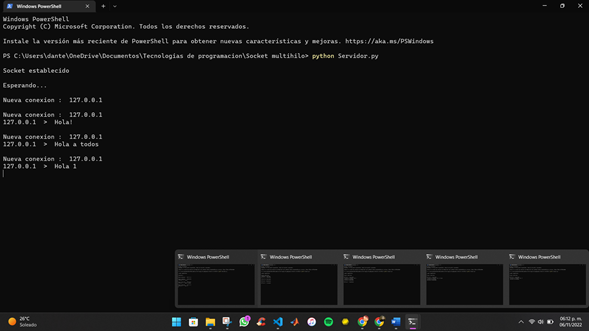 Windows PowerShell
Windows PowerShell
Copyright (C) Microsoft Corporation. Todos los derechos reservados.
Instale la versión más reciente de PowerShell para obtener nuevas características y mejoras. https://aka.ms/PSWindows
PS C:\Users\dante\OneDrive\Documentos\Tecnologias de programacion\Socket multihilo> python Servidor.py
Socket establecido
Esperando...
Nueva conexion :  127.0.0.1
Nueva conexion :  127.0.0.1
127.0.0.1  >  Hola!
Nueva conexion :  127.0.0.1
127.0.0.1  >  Hola a todos
Nueva conexion :  127.0.0.1
127.0.0.1  >  Hola 1
Windows PowerShell
Windows PowerShell
Windows PowerShell
Windows PowerShell
Windows PowerShell
26°C
Soleado
06:12 p. m.
06/11/2022